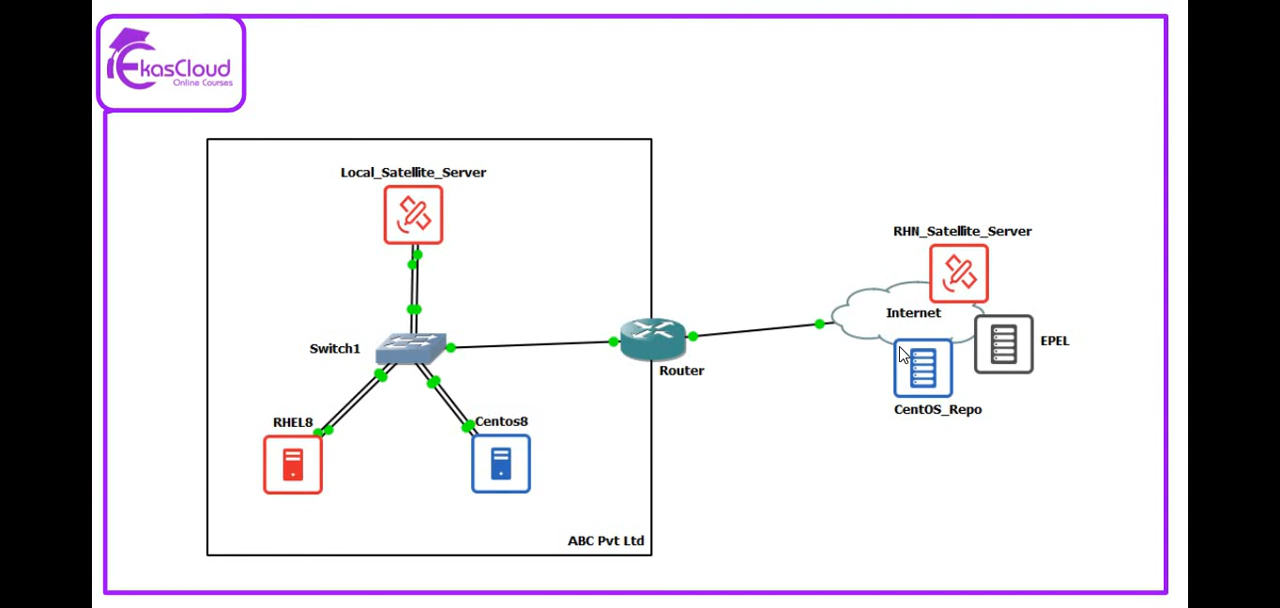 EkasCloud
Online Courses
Local_Satellite_Server
RHN_Satellite_Server
Internet
EPEL
Switch1
Router
CentOS_Repo
RHEL8
Centos8
ABC Pvt Ltd